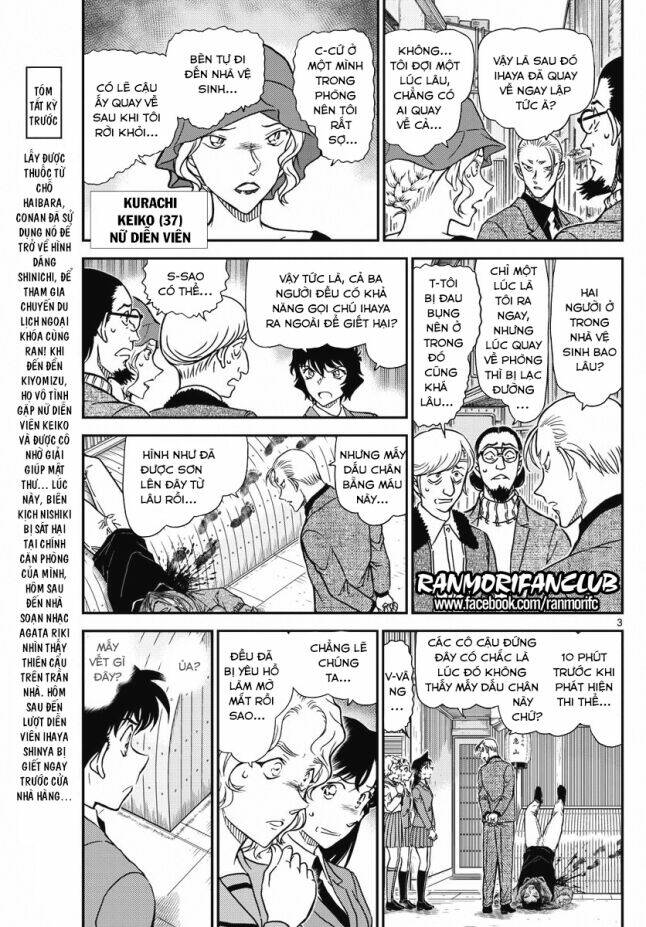 VẬY LÀ SAU ĐÓ
IHAYA ĐÃ QUAY
VỀ NGAY LẬP
TỨC À?
KHÔNG...
TÔI ĐỢI MỘT
LÚC LÂU,
CHẲNG CÓ
AI QUAY
VỀ CẢ...
C-CỨ Ở
MỘT MÌNH
TRONG
PHÒNG
NÊN TÔI
RẤT
SỢ...
BÈN TỰ ĐI
ĐẾN NHÀ VỆ
SINH...
CÓ LẼ CẬU
ẤY QUAY VỀ
SAU KHI TÔI
RỜI KHỎI...
KURACHI
KEIKO (37)
NỮ DIỄN VIÊN
TÓM
TẮT KỲ
TRƯỚC
LẤY ĐƯỢC
THUỐC TỪ
CHỖ
HAIBARA,
CONAN ĐÃ SỬ
DỤNG NÓ ĐỂ
TRỞ VỀ HÌNH
DÁNG
SHINICHI, ĐỂ
THAM GIA
CHUYẾN DU
LỊCH NGOẠI
KHÓA CÙNG
RAN! KHI
ĐẾN ĐỀN
KIYOMIZU,
HỌ VÔ TÌNH
GẶP NỮ DIỄN
VIÊN KEIKO
VÀ ĐƯỢC CÔ
NHỜ GIẢI
GIÚP MẬT
THƯ... LÚC
NÀY, BIÊN
KỊCH NISHIKI
BỊ SÁT HẠI
TẠI CHÍNH
CĂN PHÒNG
CỦA MÌNH,
HÔM SAU
ĐẾN NHÀ
SOẠN NHẠC
AGATA RIKI
NHÌN THẤY
THIÊN CẨU
TRÊN TRẦN
NHÀ. HÔM
SAU ĐẾN
LƯỢT DIỄN
VIÊN IHAYA
SHINYA BỊ
GIẾT NGAY
TRƯỚC CỬA
NHÀ HÀNG...
HAI
NGƯỜI Ở
TRONG
NHÀ VỆ
SINH BAO
LÂU?
CHỈ MỘT
LÚC LÀ
TÔI RA
NGAY,
NHƯNG
LÚC QUAY
VỀ PHÒNG
THÌ BỊ LẠC
ĐƯỜNG...
T-TÔI
BỊ ĐAU
BỤNG
NÊN Ở
TRONG
ĐÓ
CŨNG
KHÁ
LÂU...
VẬY TỨC LÀ, CẢ BA
NGƯỜI ĐỀU CÓ KHẢ
NĂNG GỌI CHÚ IHAYA
RA NGOÀI ĐỂ GIẾT HẠI?
S-SAO
CÓ THỂ...
NHƯNG MẤY
DẤU CHÂN
BẰNG MÁU
NÀY...
HÌNH NHƯ ĐÃ
ĐƯỢC SƠN
LÊN ĐÂY TỪ
LÂU RỒI...
RANMORIFANCLUB
www.facebook.com/ranmorifc
3
10 PHÚT
TRƯỚC KHI
PHÁT HIỆN
THI THỂ...
CÁC CÔ CẬU ĐỨNG
ĐÂY CÓ CHẮC LÀ
LÚC ĐÓ KHÔNG
THẤY MẤY DẤU CHÂN
NÀY CHỨ?
V-VÂ
NG...
CHẲNG LẼ
CHÚNG
TA...
ĐỀU ĐÃ
BỊ YÊU HỒ
LÀM MỜ
MẮT RỒI
SAO...
ỦA?
MẤY
VẾT GÌ
ĐÂY?